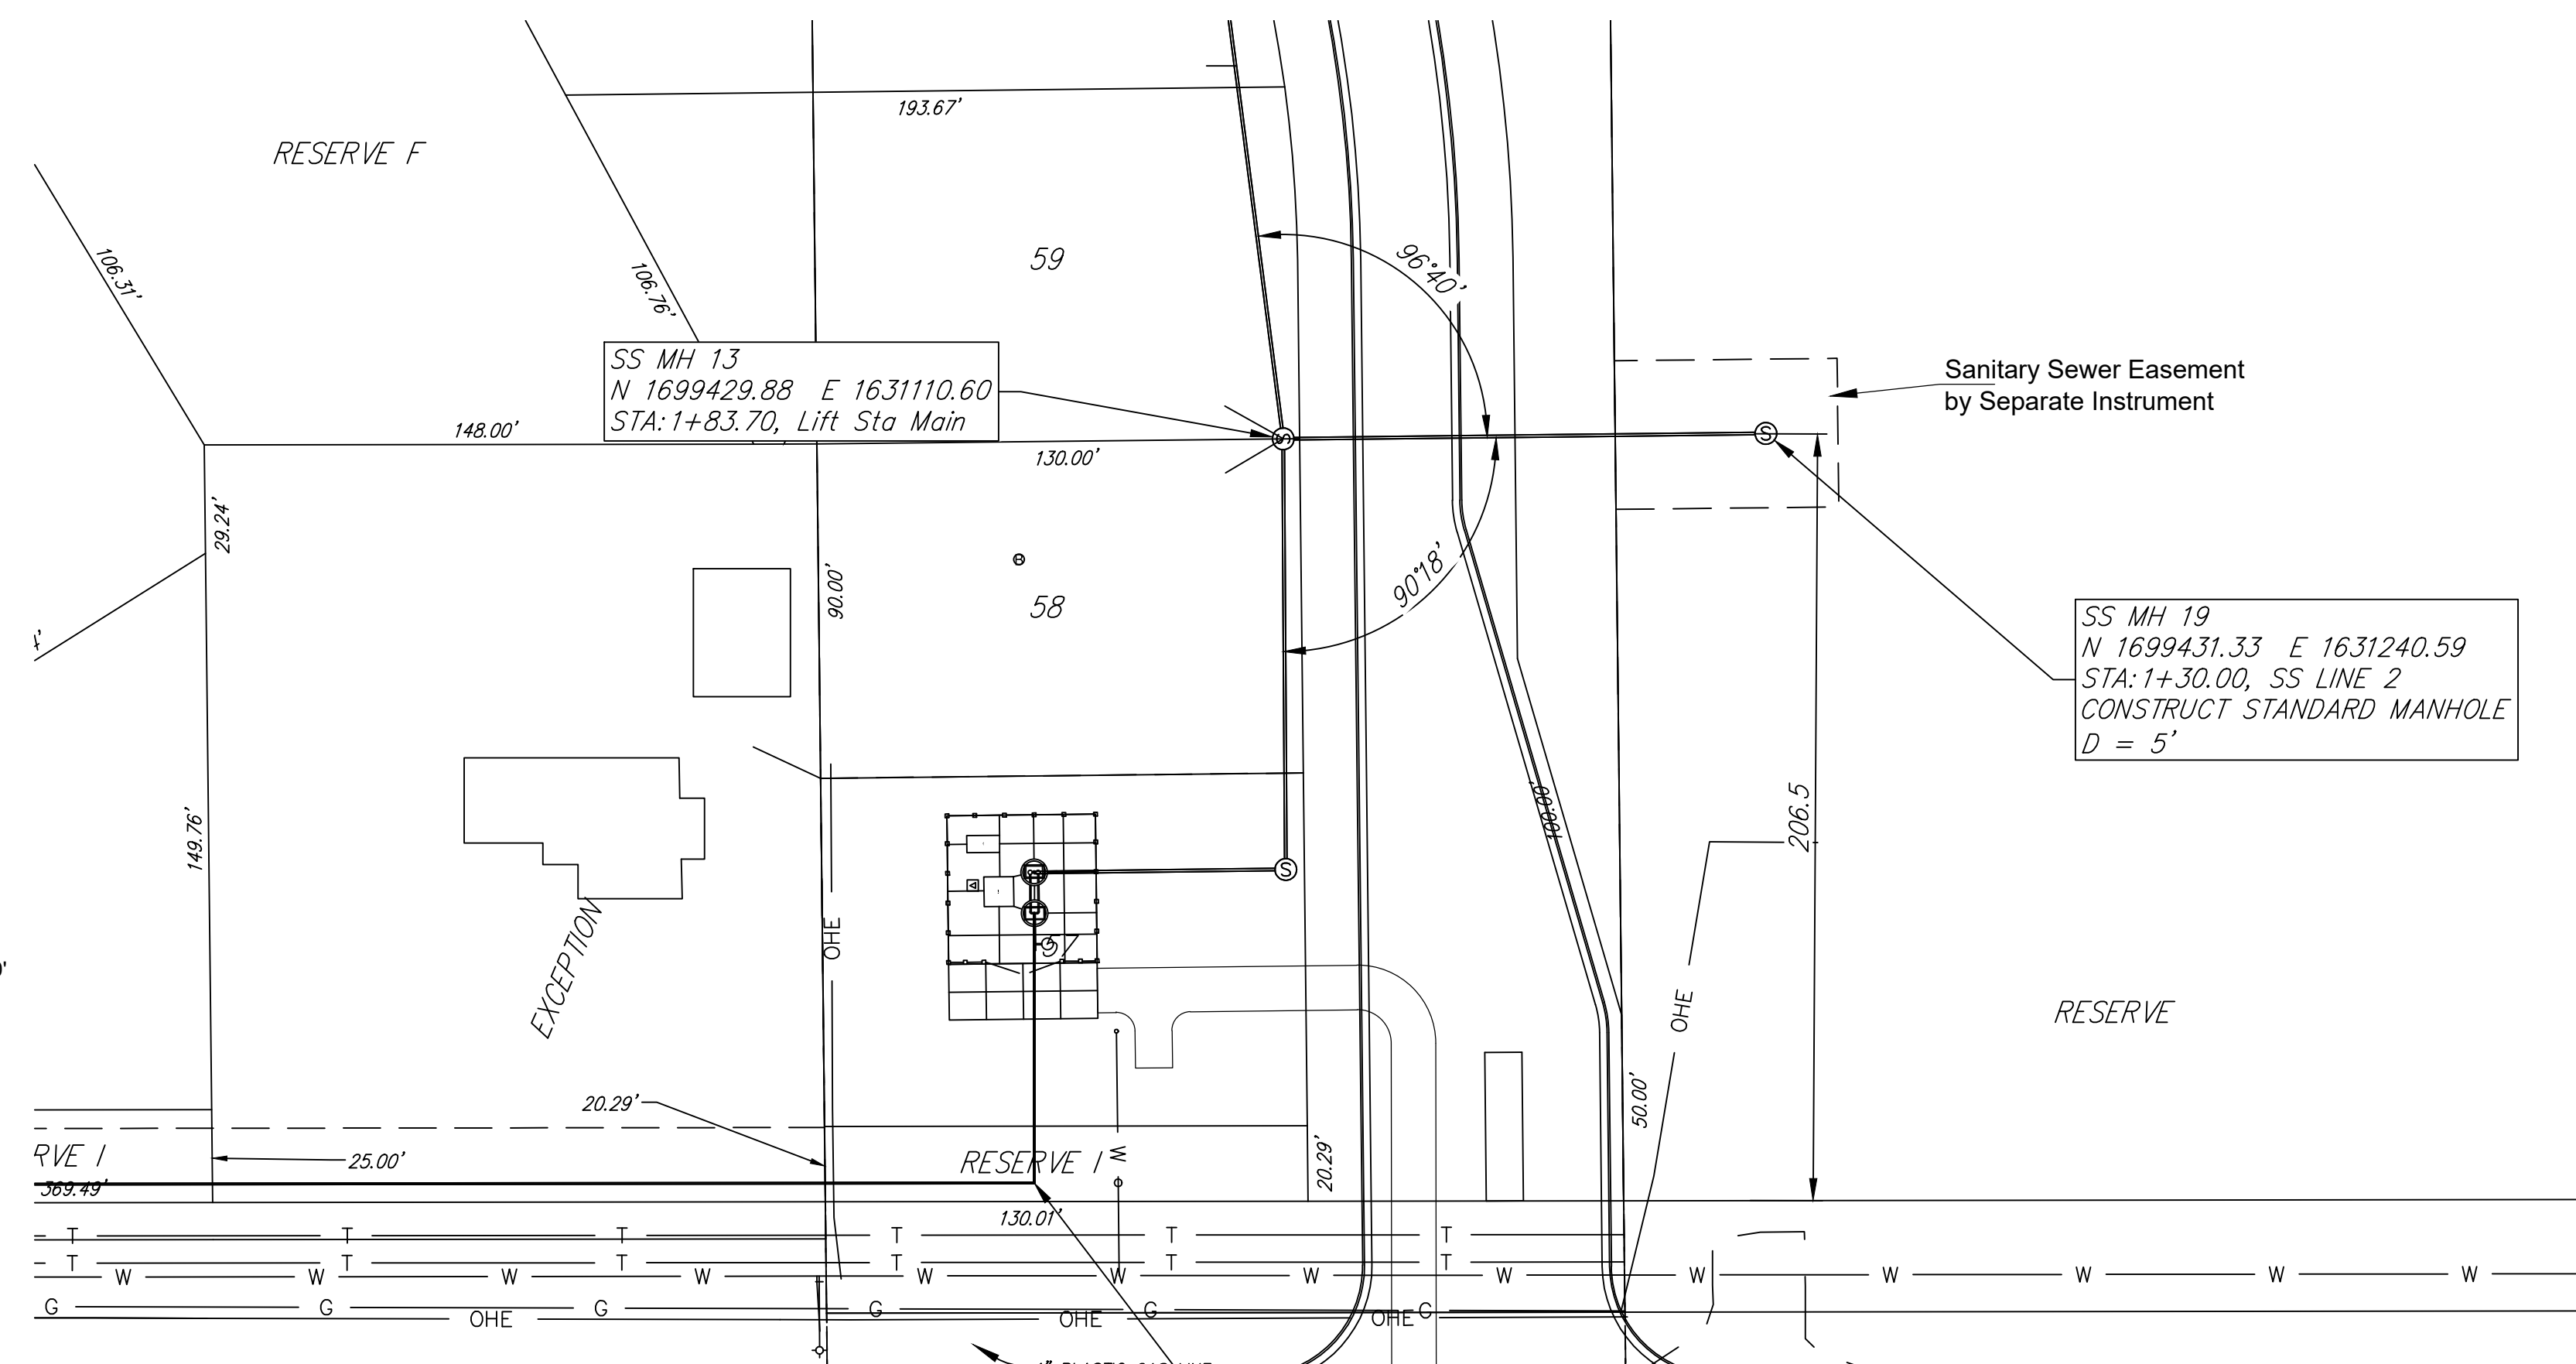 193.67'
RESERVE F
106.31'
106.76'
59
96°40'
SS MH 13
N 1699429.88 E 1631110.60
STA:1+83.70, Lift Sta Main
Sanitary Sewer Easement
by Separate Instrument
148.00'
130.00'
S
S
29.24'
90.00'
58
90°18'
SS MH 19
N 1699431.33 E 1631240.59
STA:1+30.00, SS LINE 2
CONSTRUCT STANDARD MANHOLE
D = 5'
149.76'
100.00'
206.5
S
OHE
57
EXCEPTION
OHE
RESERVE
20.29'
50.00'
RVE I
25.00'
RESERVE I
W
20.29'
369.49'
130.01'
T T T T T T
T T T T T T
W W W W W W W W W W W W W
G G G G G G
OHE OHE OHE